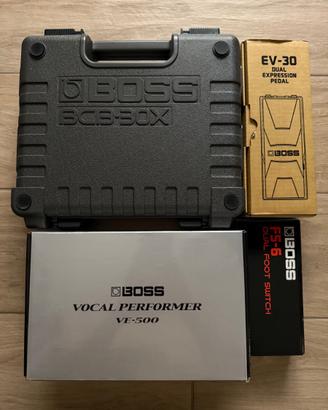 BOSS
BCB-30X
EV-30
DUAL
EXPRESSION
PEDAL
BOSS
BOSS
VOCAL PERFORMER
VE-500
BOSS
FS-6
DUAL FOOT SWITCH